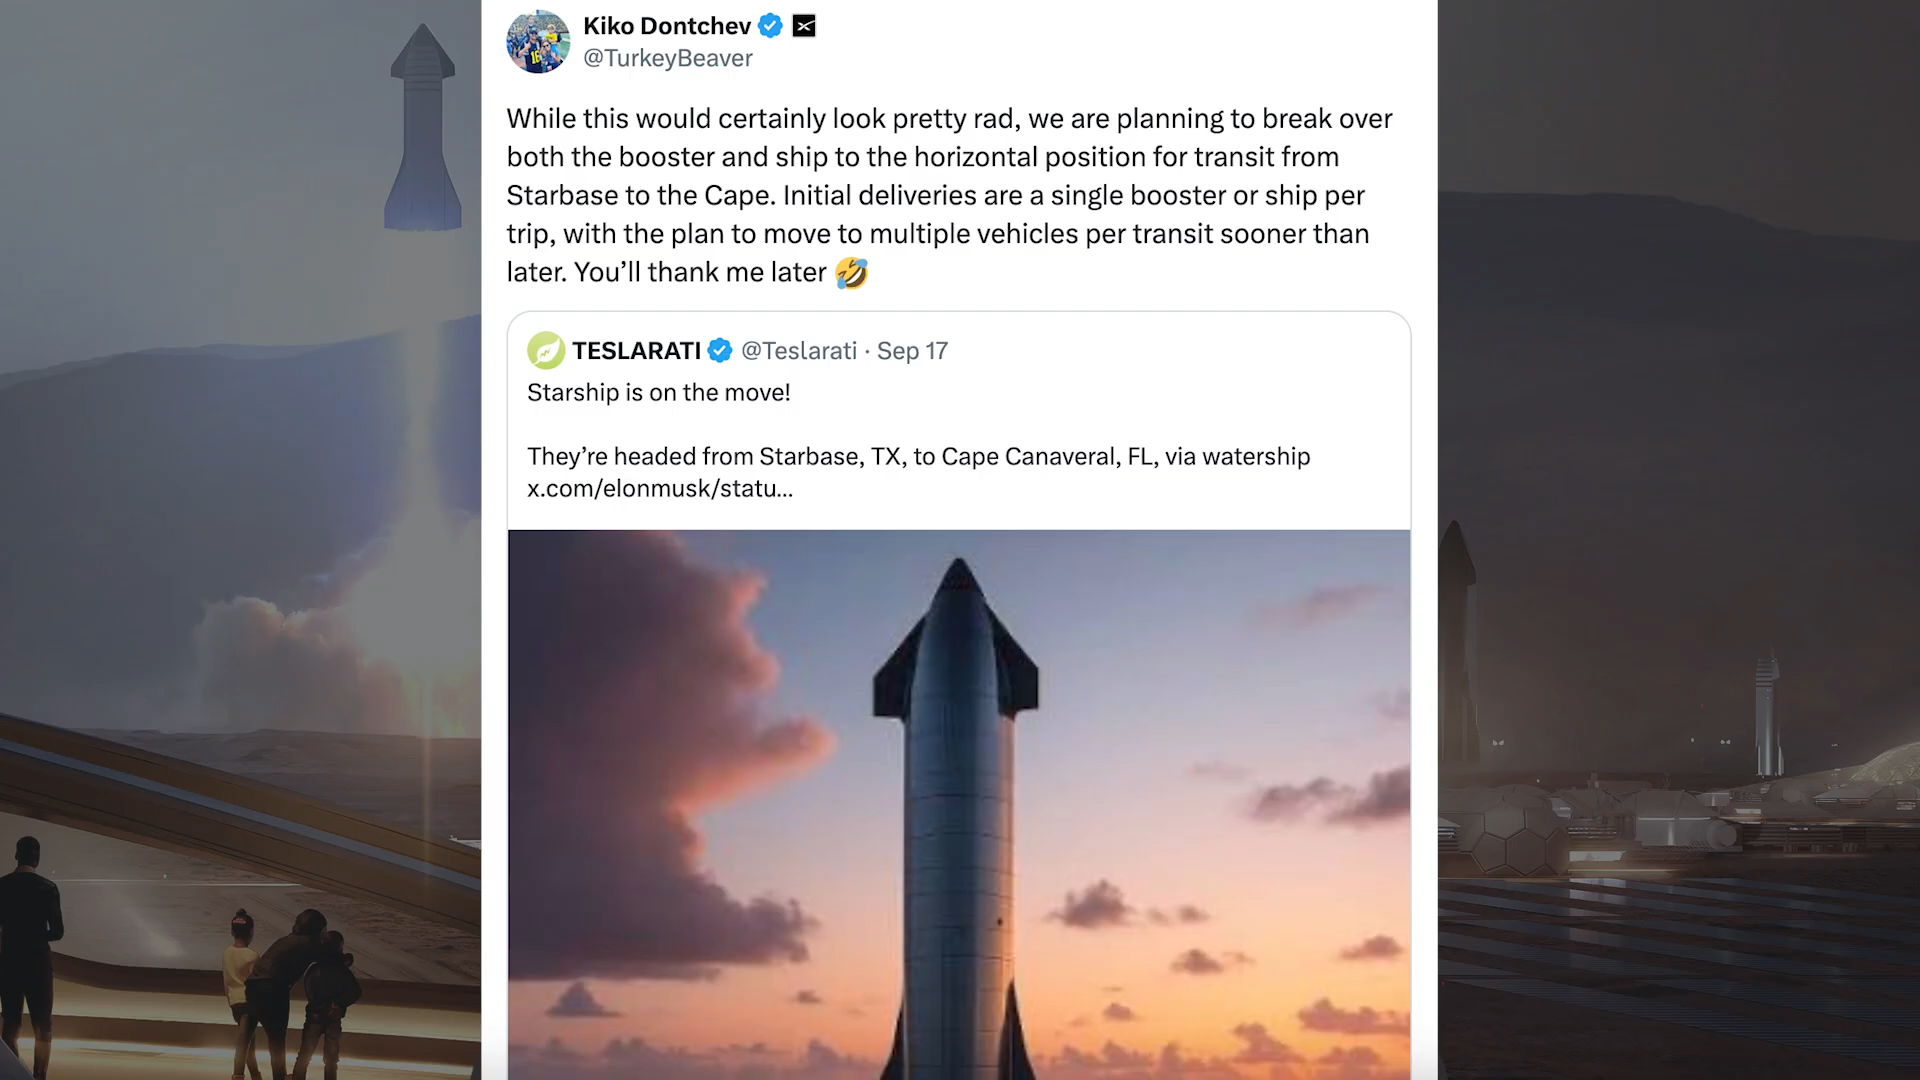 Kiko Dontchev
@TurkeyBeaver
While this would certainly look pretty rad, we are planning to break over
both the booster and ship to the horizontal position for transit from
Starbase to the Cape. Initial deliveries are a single booster or ship per
trip, with the plan to move to multiple vehicles per transit sooner than
later. You’ll thank me later 🤣
TESLARATI @Teslarati · Sep 17
Starship is on the move!
They’re headed from Starbase, TX, to Cape Canaveral, FL, via watership
x.com/elonmusk/statu...